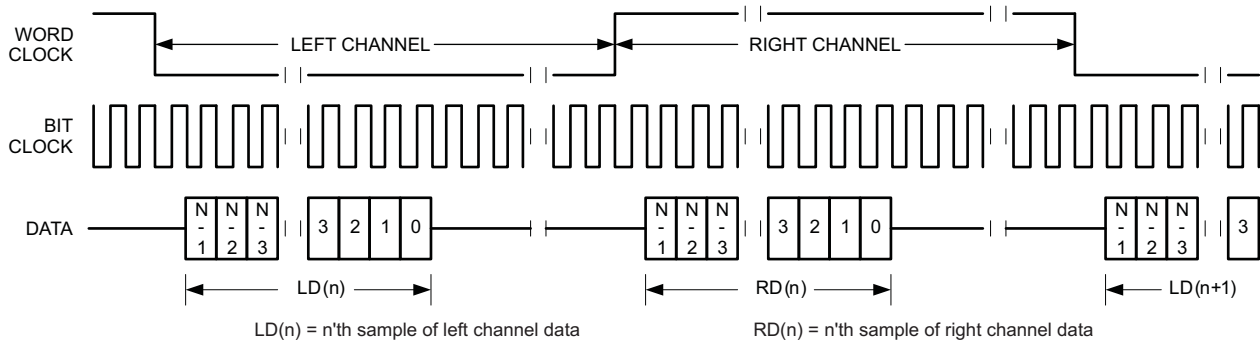 WORD
CLOCK
LEFT CHANNEL
RIGHT CHANNEL
BIT
CLOCK
DATA
N-1 N-2 N-3 3 2 1 0 N-1 N-2 N-3 3 2 1 0 N-1 N-2 N-3 3
LD(n) RD(n) LD(n+1)
LD(n) = n'th sample of left channel data
RD(n) = n'th sample of right channel data